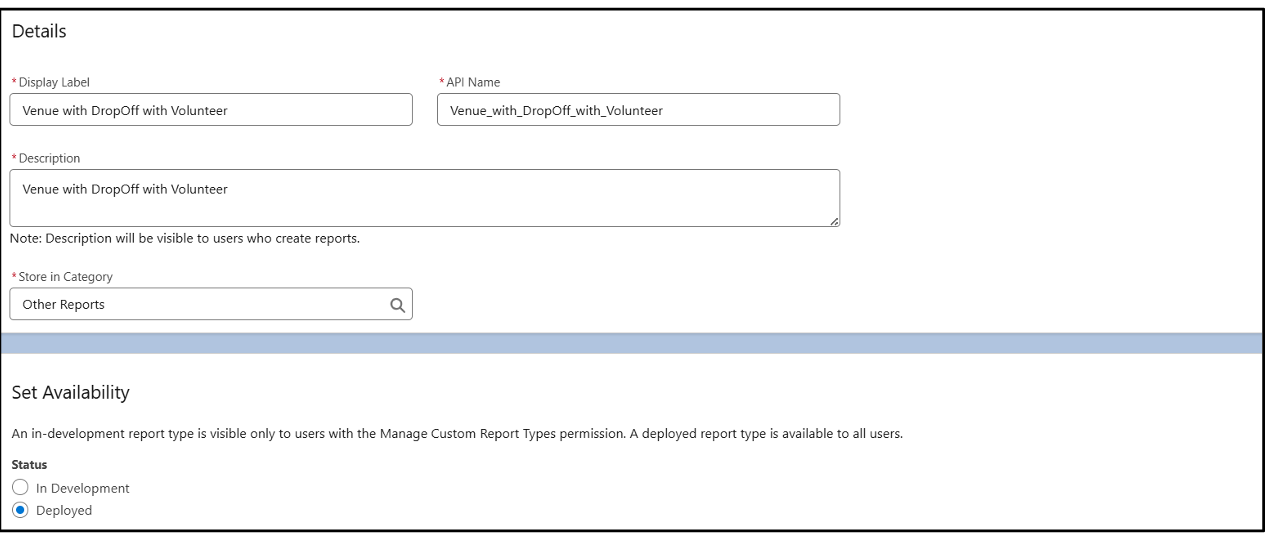 Details
*Display Label
*API Name
Venue with DropOff with Volunteer
Venue_with_DropOff_with_Volunteer
*Description
Venue with DropOff with Volunteer
Note: Description will be visible to users who create reports.
*Store in Category
Other Reports
Set Availability
An in-development report type is visible only to users with the Manage Custom Report Types permission. A deployed report type is available to all users.
Status
In Development
Deployed